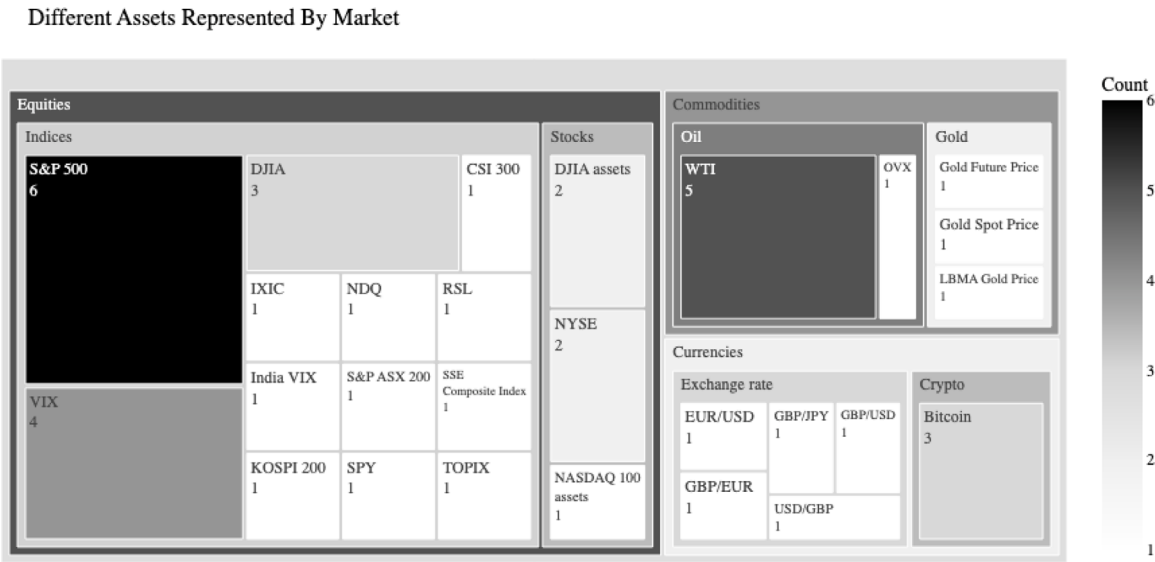 Different Assets Represented By Market
Equities
Indices
S&P 500
6
VIX
4
DJIA
3
CSI 300
1
IXIC
1
NDQ
1
RSL
1
India VIX
1
S&P ASX 200
1
SSE
Composite Index
1
KOSPI 200
1
SPY
1
TOPIX
1
Stocks
DJIA assets
2
NYSE
2
NASDAQ 100
assets
1
Commodities
Oil
WTI
5
OVX
1
Gold
Gold Future Price
1
Gold Spot Price
1
LBMA Gold Price
1
Currencies
Exchange rate
EUR/USD
1
GBP/EUR
1
GBP/JPY
1
GBP/USD
1
USD/GBP
1
Crypto
Bitcoin
3
Count
6
5
4
3
2
1